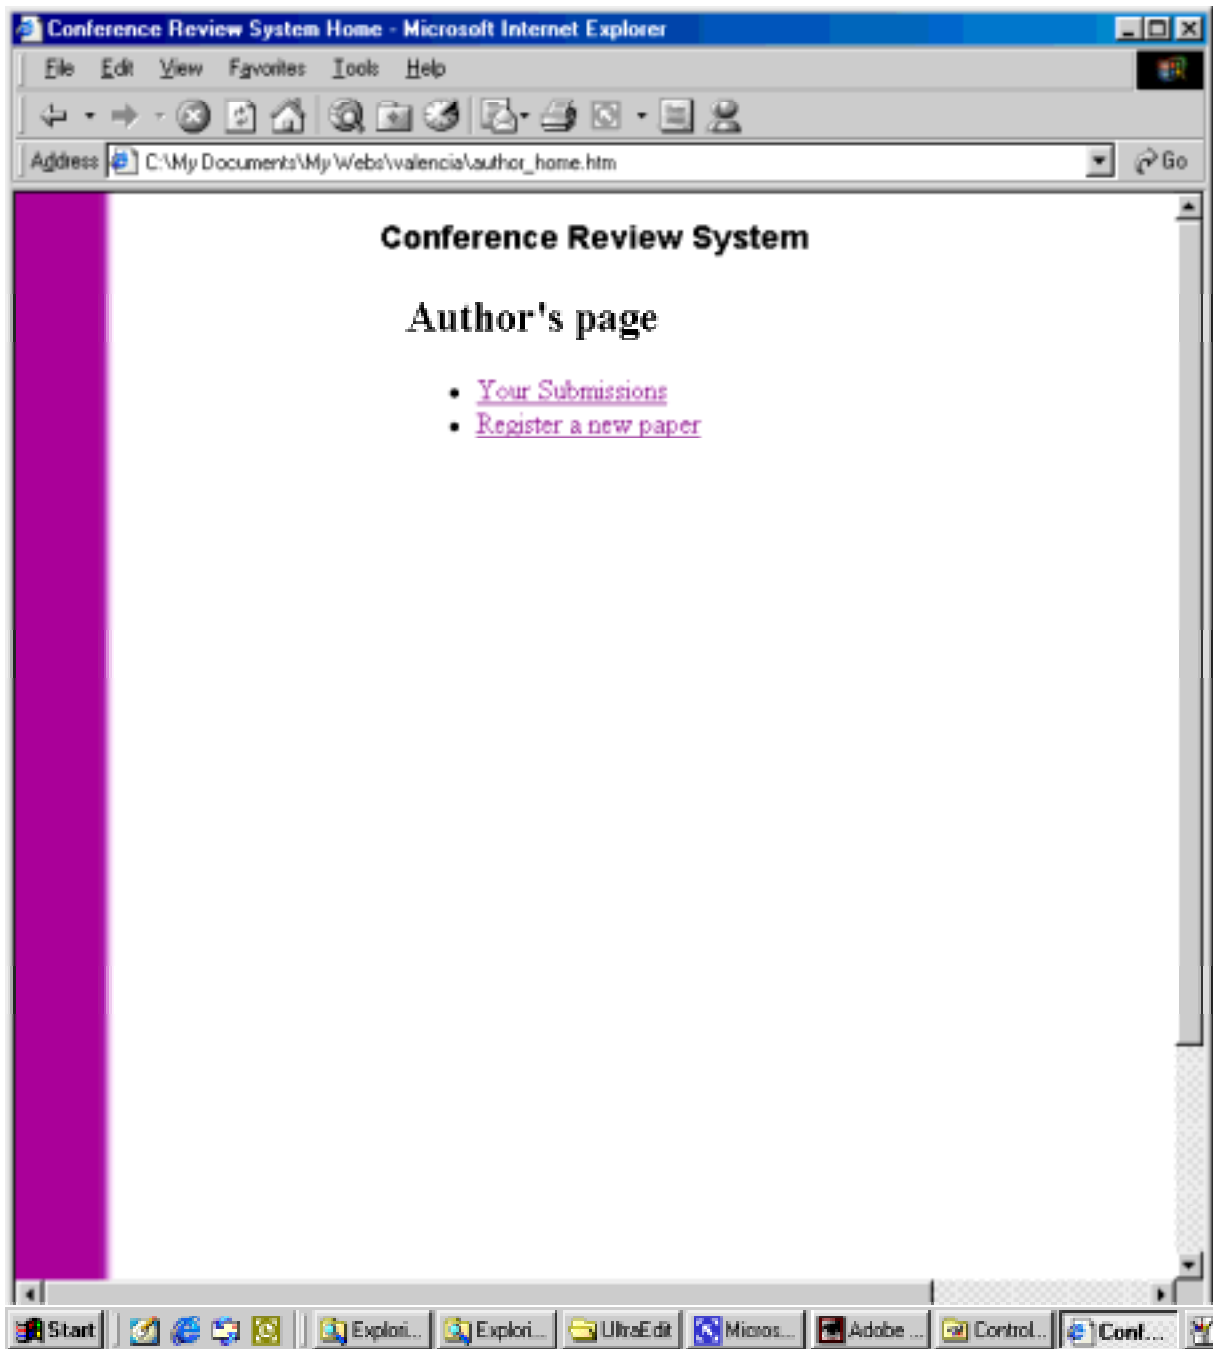 Conference Review System Home - Microsoft Internet Explorer
File Edit View Favorites Tools Help
Address C:\My Documents\My Webs\valencia\author_home.htm Go
Conference Review System
Author's page
Your Submissions
Register a new paper
Start Explori... Explori... UltraEdit Micros... Adobe ... Control... Conf...